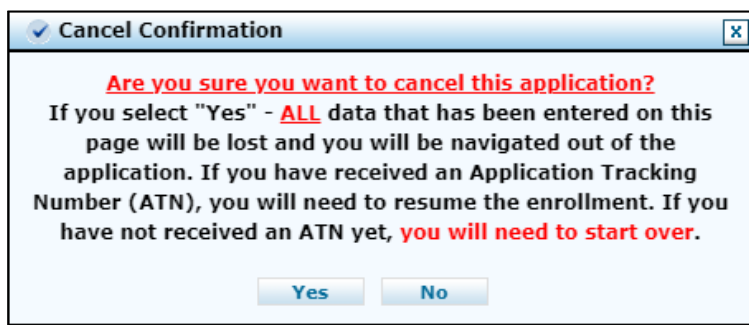 Cancel Confirmation
x
Are you sure you want to cancel this application?
If you select "Yes" - ALL data that has been entered on this
page will be lost and you will be navigated out of the
application. If you have received an Application Tracking
Number (ATN), you will need to resume the enrollment. If you
have not received an ATN yet, you will need to start over.
Yes No